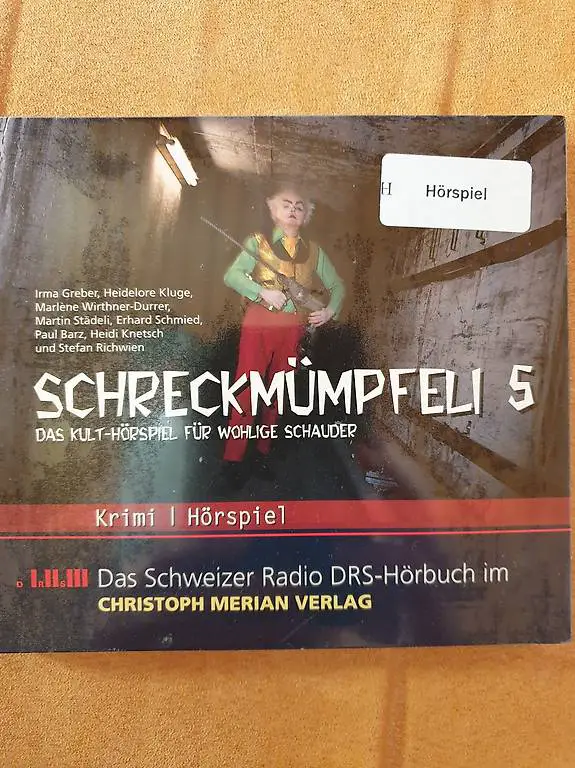 H Hörspiel
Irma Greber, Heidelore Kluge,
Marlène Wirthner-Durrer,
Martin Städeli, Erhard Schmied,
Paul Barz, Heidi Knetsch
und Stefan Richwien
SCHRECKMÜMPFELI 5
DAS KULT-HÖRSPIEL FÜR WOHLIGE SCHAUDER
Krimi | Hörspiel
D R S Das Schweizer Radio DRS-Hörbuch im
CHRISTOPH MERIAN VERLAG